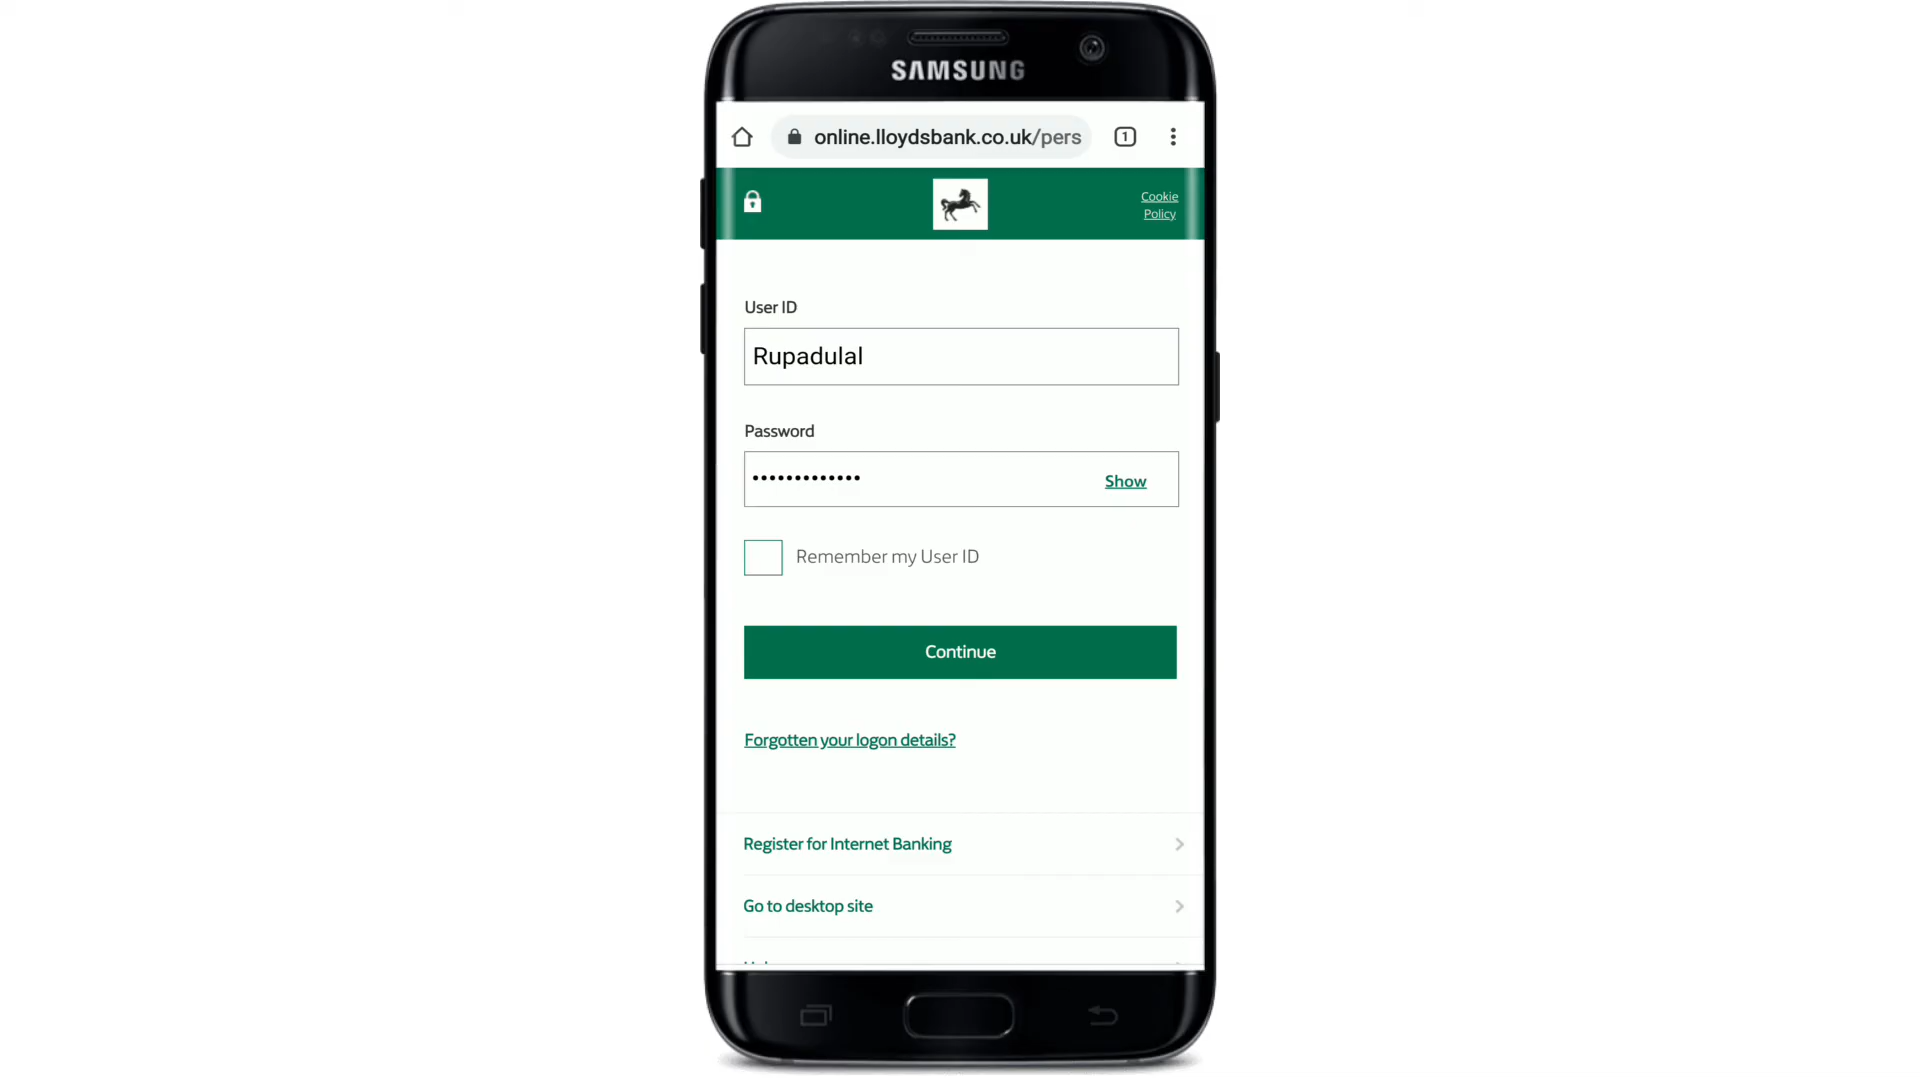 SAMSUNG
online.lloydsbank.co.uk/pers
1
Cookie
Policy
User ID
Rupadulal
Password
•••••••••••••
Show
Remember my User ID
Continue
Forgotten your logon details?
Register for Internet Banking
Go to desktop site